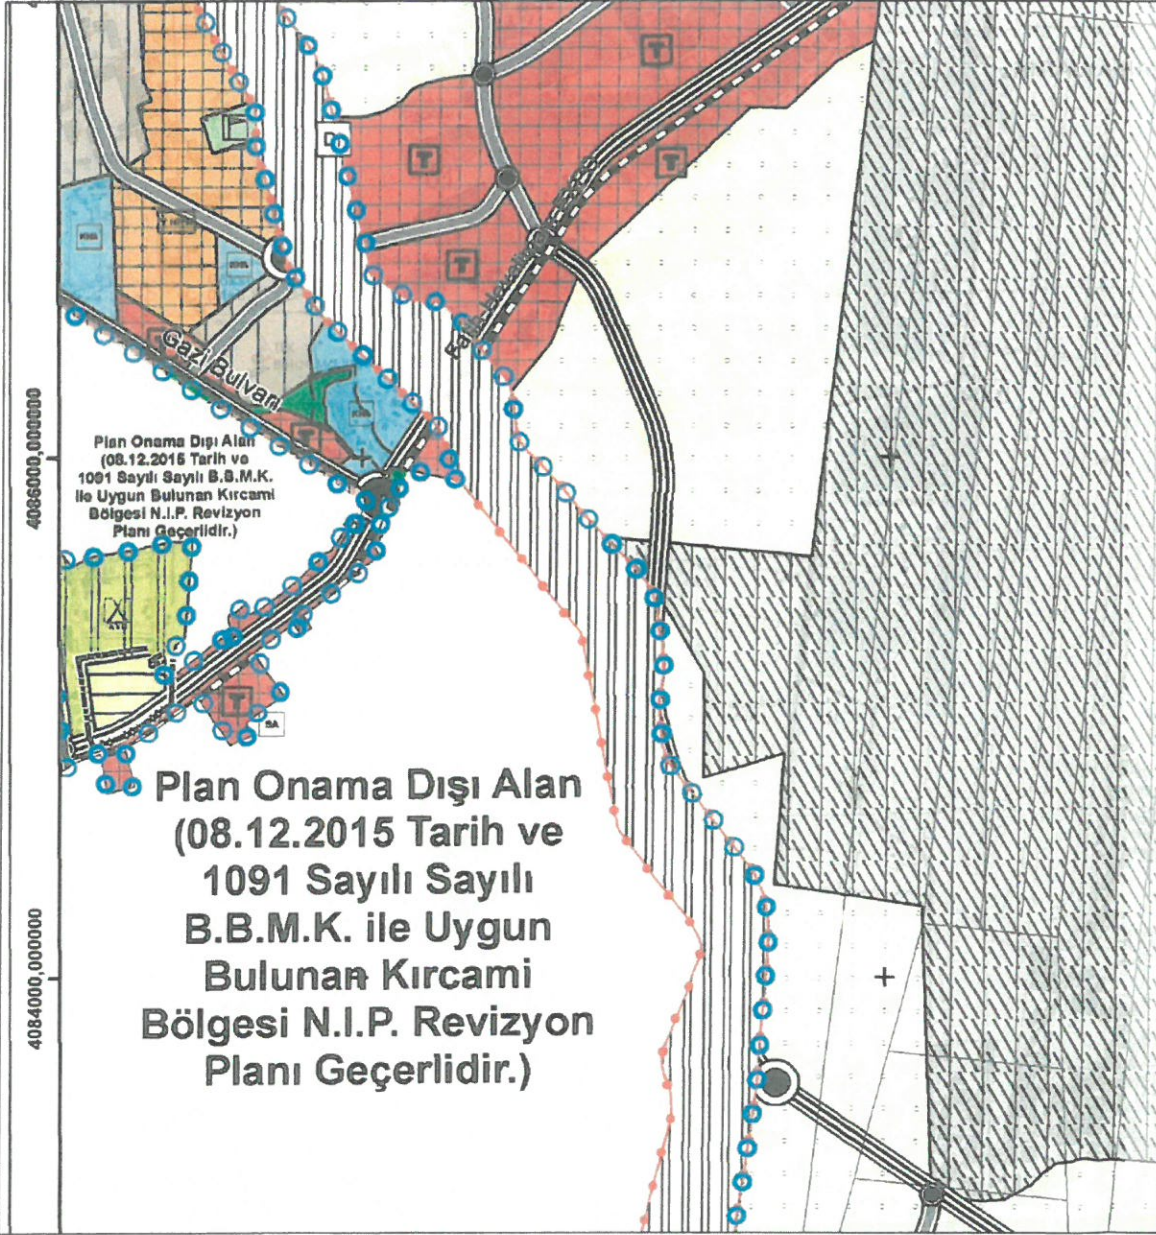 T
T
T
T
Gazi Bulvarı
T
Plan Onama Dışı Alan
(08.12.2015 Tarih ve
1091 Sayılı Sayılı B.B.M.K.
ile Uygun Bulunan Kırcami
Bölgesi N.I.P. Revizyon
Planı Geçerlidir.)
4086000,000000
T
Plan Onama Dışı Alan
(08.12.2015 Tarih ve
1091 Sayılı Sayılı
B.B.M.K. ile Uygun
Bulunan Kırcami
Bölgesi N.I.P. Revizyon
Planı Geçerlidir.)
4084000,000000